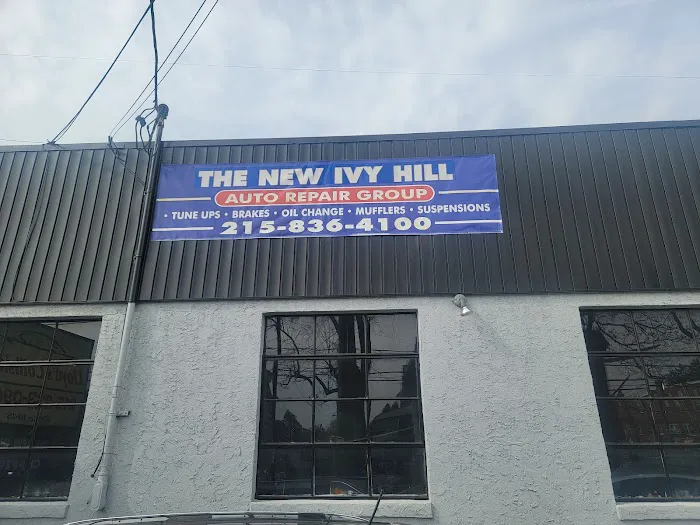 THE NEW IVY HILL
AUTO REPAIR GROUP
• TUNE UPS • BRAKES • OIL CHANGE • MUFFLERS • SUSPENSIONS
215-836-4100